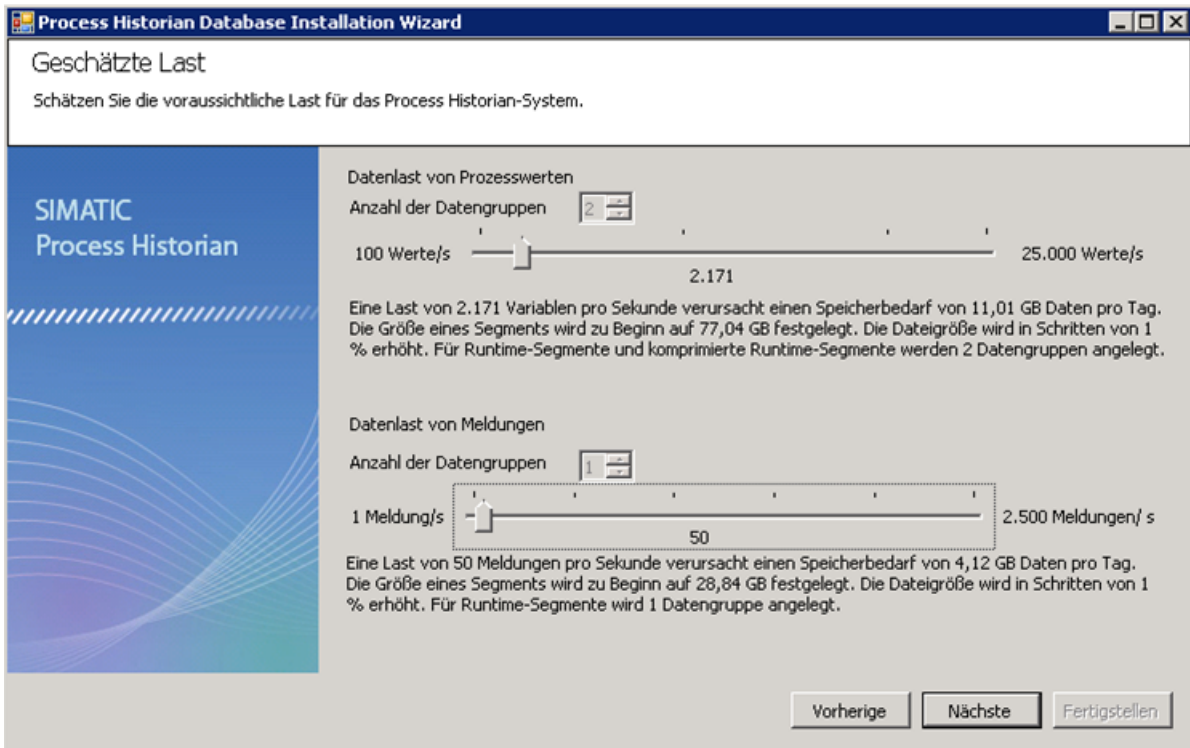 Process Historian Database Installation Wizard
Geschätzte Last
Schätzen Sie die voraussichtliche Last für das Process Historian-System.
SIMATIC
Process Historian
Datenlast von Prozesswerten
Anzahl der Datengruppen 2
100 Werte/s 25.000 Werte/s
2.171
Eine Last von 2.171 Variablen pro Sekunde verursacht einen Speicherbedarf von 11,01 GB Daten pro Tag.
Die Größe eines Segments wird zu Beginn auf 77,04 GB festgelegt. Die Dateigröße wird in Schritten von 1
% erhöht. Für Runtime-Segmente und komprimierte Runtime-Segmente werden 2 Datengruppen angelegt.
Datenlast von Meldungen
Anzahl der Datengruppen 1
1 Meldung/s 2.500 Meldungen/ s
50
Eine Last von 50 Meldungen pro Sekunde verursacht einen Speicherbedarf von 4,12 GB Daten pro Tag.
Die Größe eines Segments wird zu Beginn auf 28,84 GB festgelegt. Die Dateigröße wird in Schritten von 1
% erhöht. Für Runtime-Segmente wird 1 Datengruppe angelegt.
Vorherige Nächste Fertigstellen